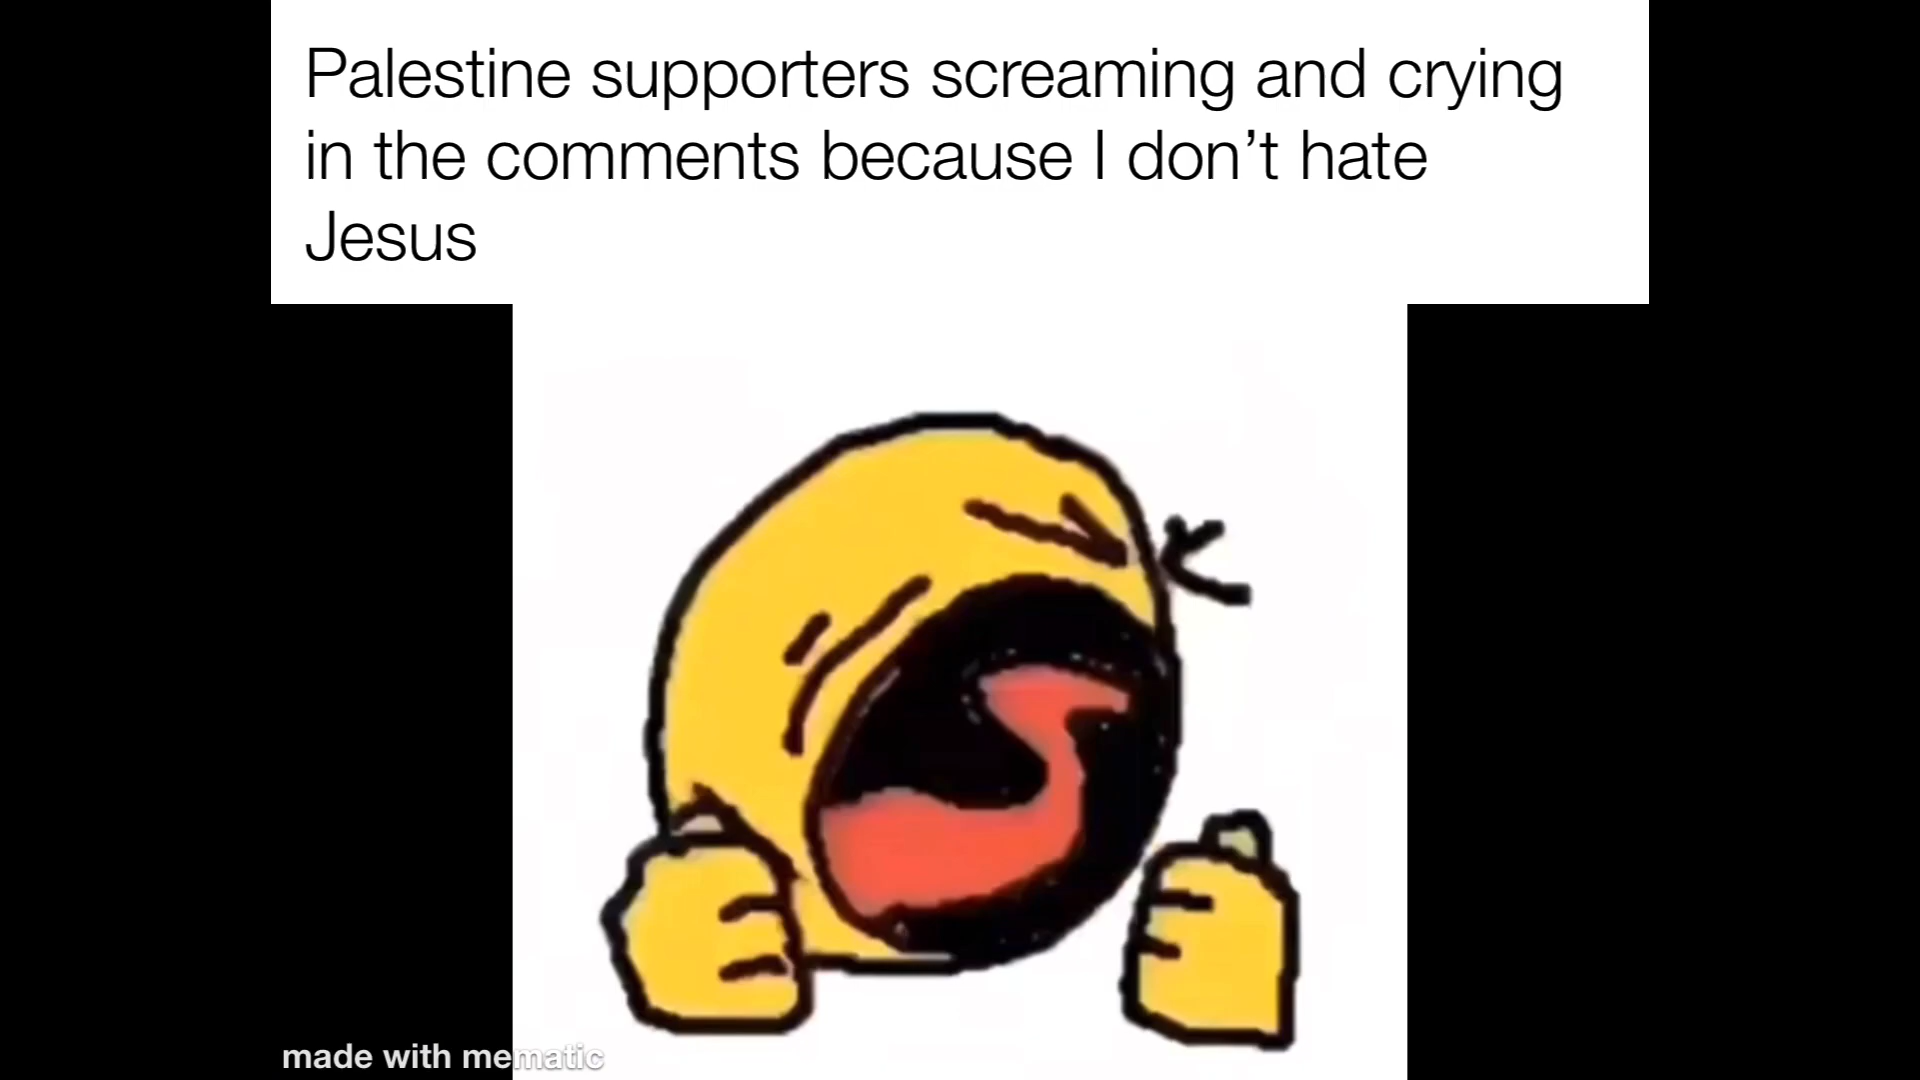 Palestine supporters screaming and crying
in the comments because I don’t hate
Jesus
made with mematic